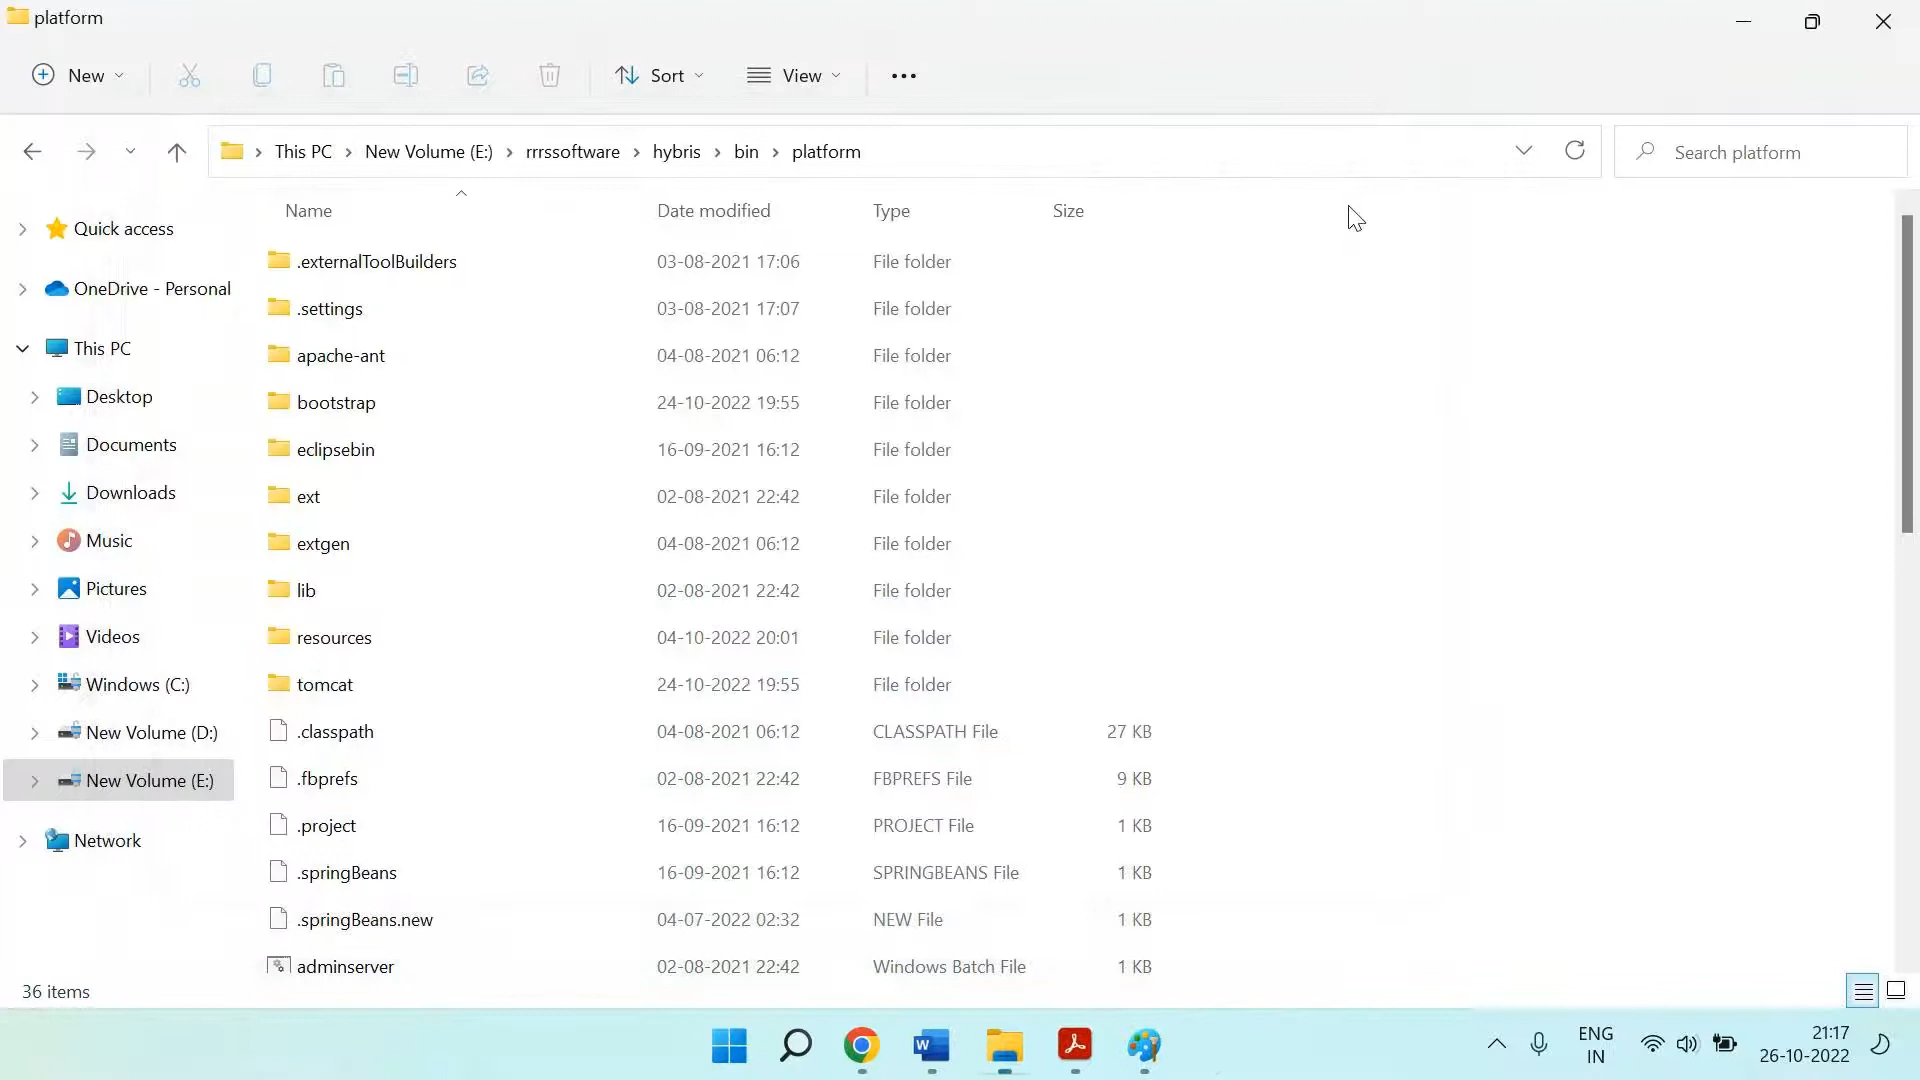 platform
New
Sort
View
This PC > New Volume (E:) > rrrssoftware > hybris > bin > platform
Search platform
Name Date modified Type Size
Quick access
OneDrive - Personal
This PC
Desktop
Documents
Downloads
Music
Pictures
Videos
Windows (C:)
New Volume (D:)
New Volume (E:)
Network
.externalToolBuilders 03-08-2021 17:06 File folder
.settings 03-08-2021 17:07 File folder
apache-ant 04-08-2021 06:12 File folder
bootstrap 24-10-2022 19:55 File folder
eclipsebin 16-09-2021 16:12 File folder
ext 02-08-2021 22:42 File folder
extgen 04-08-2021 06:12 File folder
lib 02-08-2021 22:42 File folder
resources 04-10-2022 20:01 File folder
tomcat 24-10-2022 19:55 File folder
.classpath 04-08-2021 06:12 CLASSPATH File 27 KB
.fbprefs 02-08-2021 22:42 FBPREFS File 9 KB
.project 16-09-2021 16:12 PROJECT File 1 KB
.springBeans 16-09-2021 16:12 SPRINGBEANS File 1 KB
.springBeans.new 04-07-2022 02:32 NEW File 1 KB
adminserver 02-08-2021 22:42 Windows Batch File 1 KB
36 items
W
ENG
IN
21:17
26-10-2022